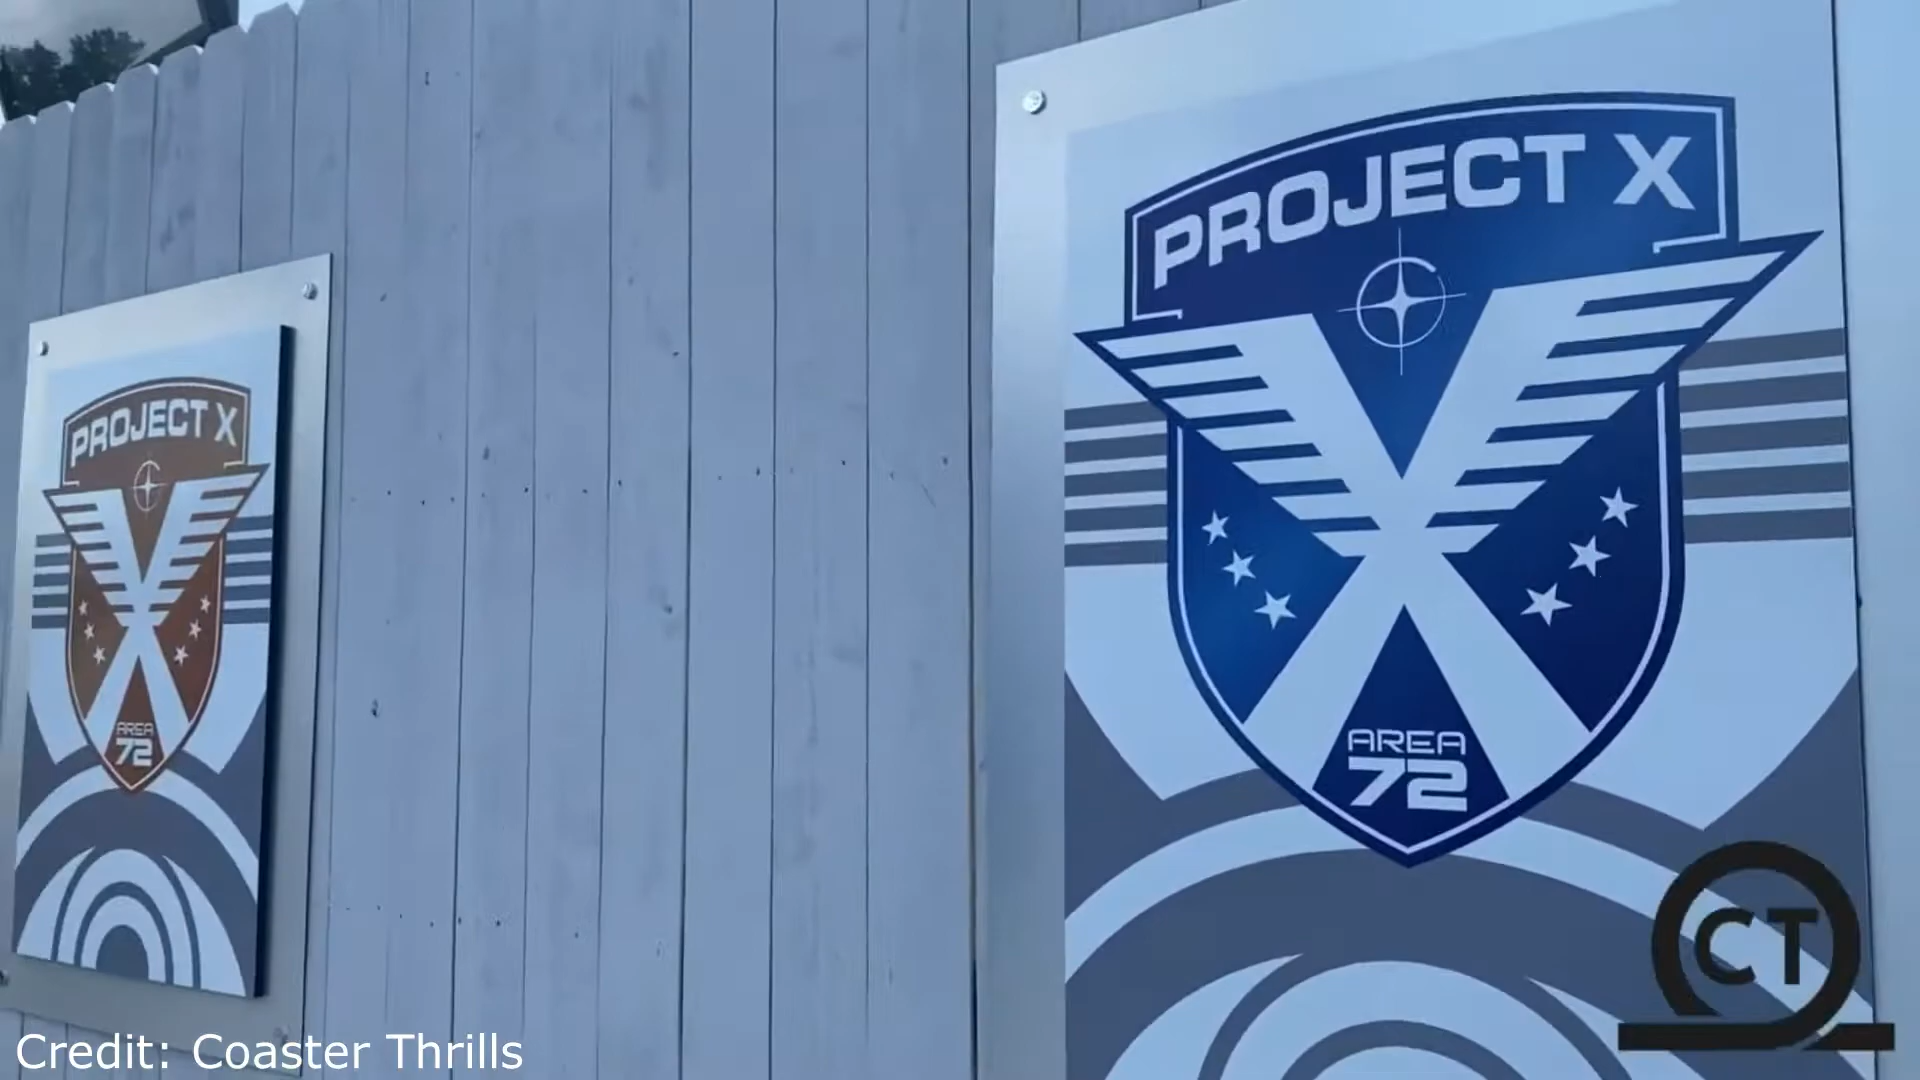 PROJECT X
AREA
72
PROJECT X
AREA
72
CT
Credit: Coaster Thrills